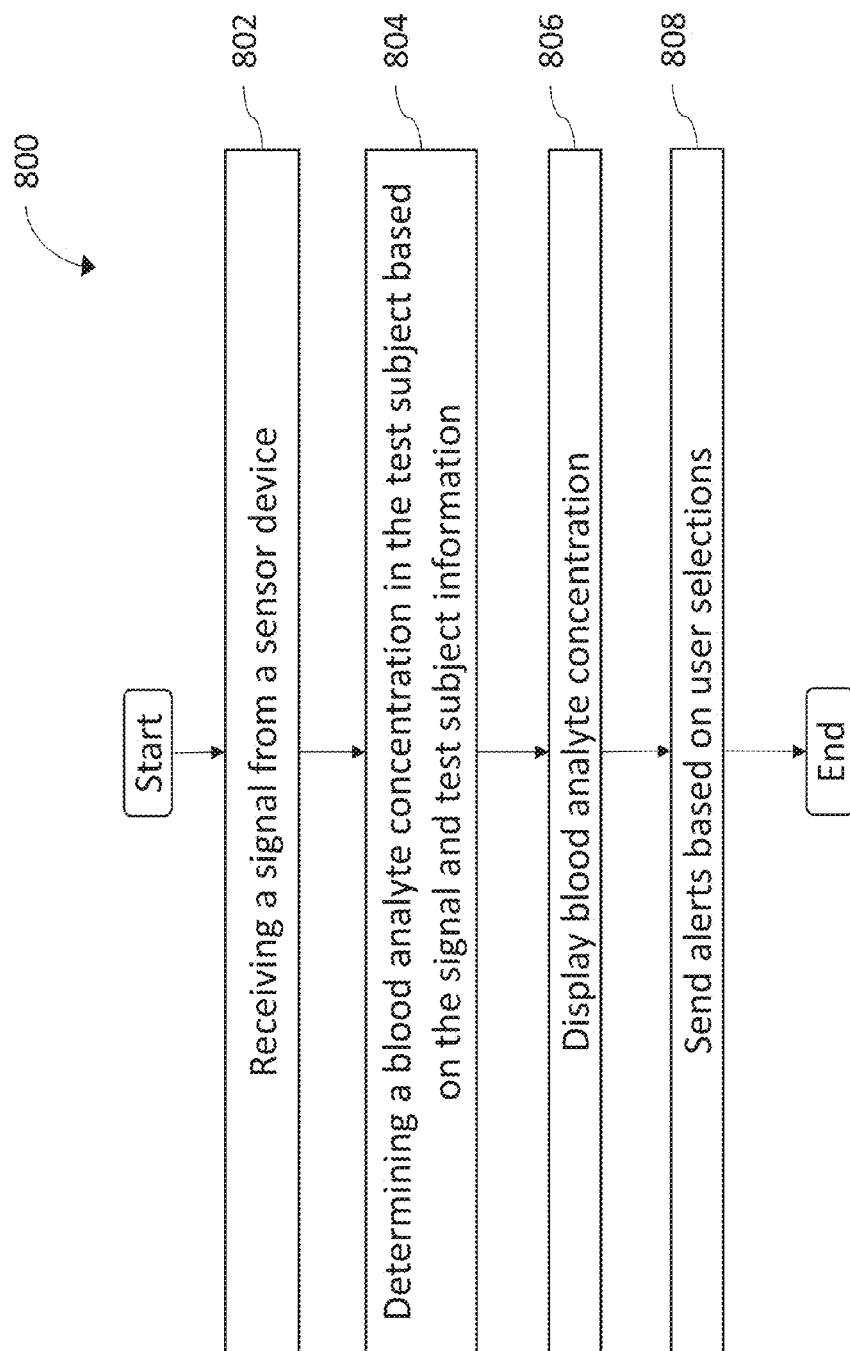 800
Start
Receiving a signal from a sensor device
802
Determining a blood analyte concentration in the test subject based
on the signal and test subject information
804
Display blood analyte concentration
806
Send alerts based on user selections
808
End